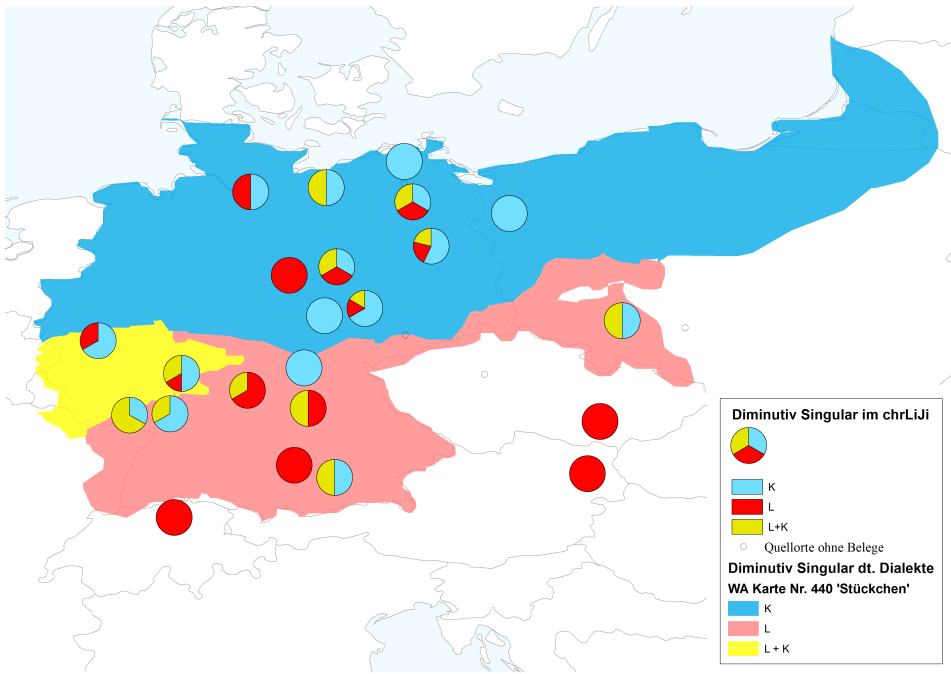 Diminutiv Singular im chrLiJi
K
L
L+K
Quellorte ohne Belege
Diminutiv Singular dt. Dialekte
WA Karte Nr. 440 'Stückchen'
K
L
L + K